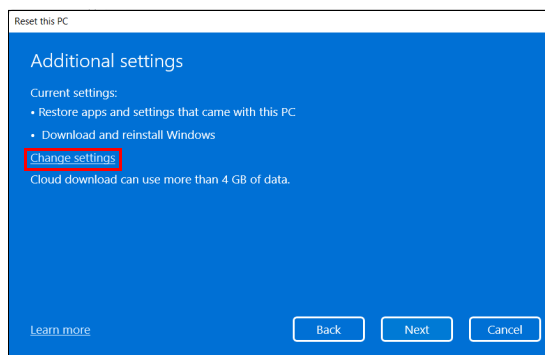 Reset this PC
Additional settings
Current settings:
• Restore apps and settings that came with this PC
• Download and reinstall Windows
Change settings
Cloud download can use more than 4 GB of data.
Learn more
Back
Next
Cancel